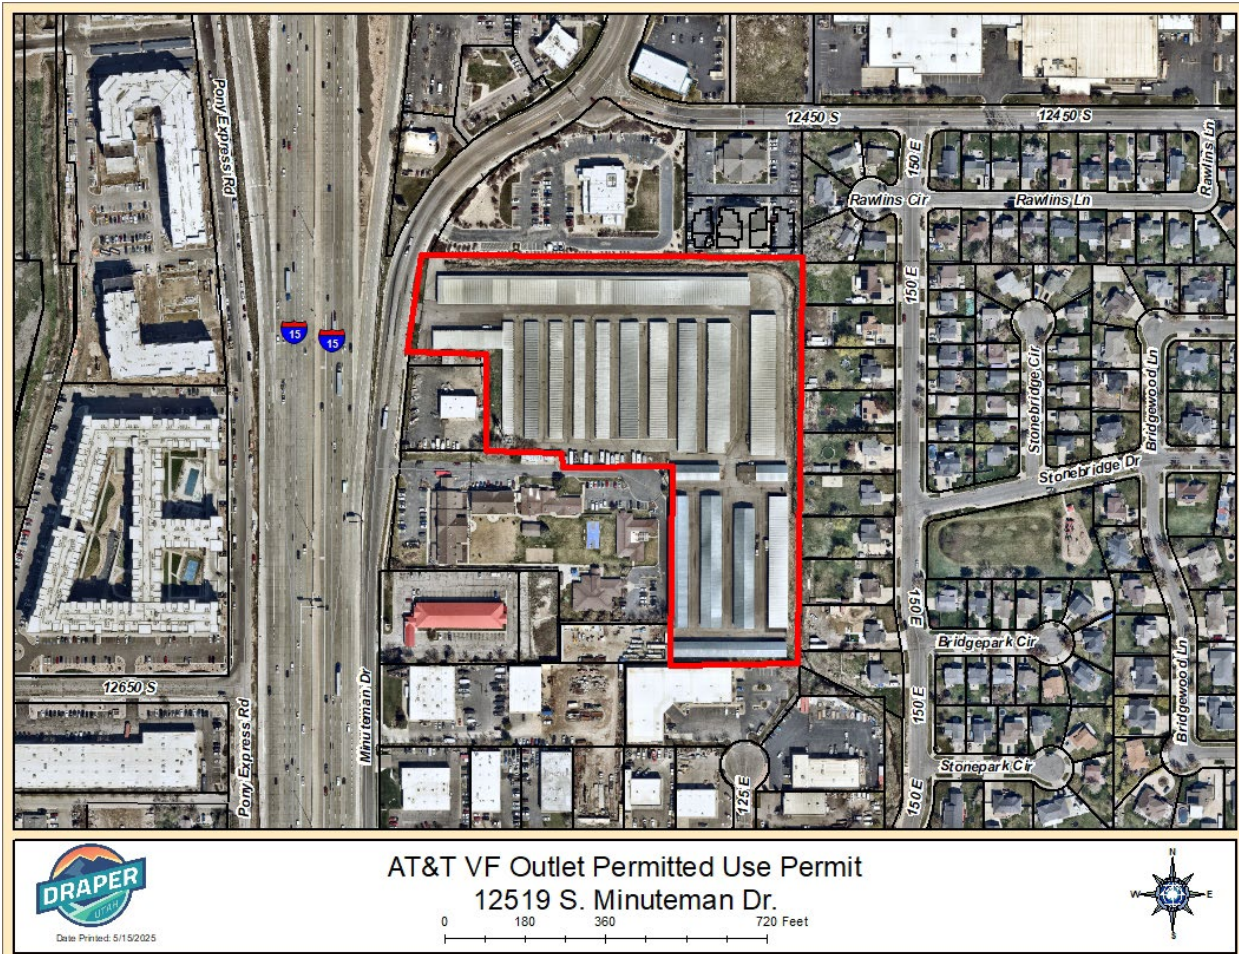 Pony Express Rd
12450 S
12450 S
150 E
Rawlins Ln
Rawlins Cir
Rawlins Ln
150 E
15
15
Stonebridge Cir
Bridgewood Ln
Stonebridge Dr
150 E
Bridgepark Cir
Bridgewood Ln
12650 S
Minuteman Dr
Pony Express Rd
150 E
Stonepark Cir
125 E
150 E
AT&T VF Outlet Permitted Use Permit
12519 S. Minuteman Dr.
0 180 360 720 Feet
DRAPER
UTAH
Date Printed: 5/15/2025
N
W E
S